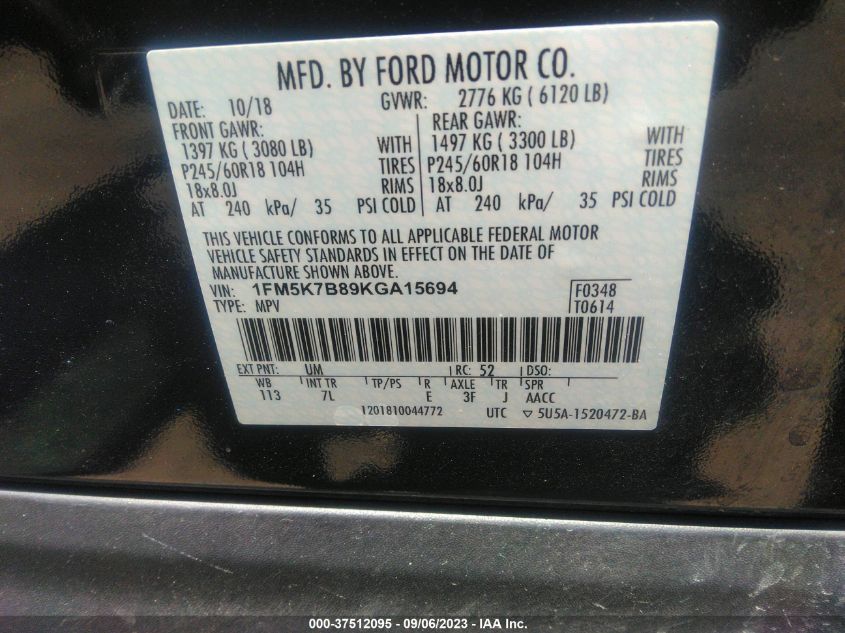 MFD. BY FORD MOTOR CO.
DATE: 10/18 GVWR: 2776 KG ( 6120 LB)
FRONT GAWR: REAR GAWR:
1397 KG ( 3080 LB) WITH 1497 KG ( 3300 LB) WITH
P245/60R18 104H TIRES P245/60R18 104H TIRES
18x8.0J RIMS 18x8.0J RIMS
AT 240 kPa/ 35 PSI COLD AT 240 kPa/ 35 PSI COLD
THIS VEHICLE CONFORMS TO ALL APPLICABLE FEDERAL MOTOR
VEHICLE SAFETY STANDARDS IN EFFECT ON THE DATE OF
MANUFACTURE SHOWN ABOVE.
VIN: 1FM5K7B89KGA15694 F0348
TYPE: MPV T0614
EXT PNT: UM RC: 52 DSO:
WB INT TR TP/PS R AXLE TR SPR
113 7L E 3F J AACC
1201810044772 UTC ▽ 5U5A-1520472-BA
000-37512095 - 09/06/2023 - IAA Inc.